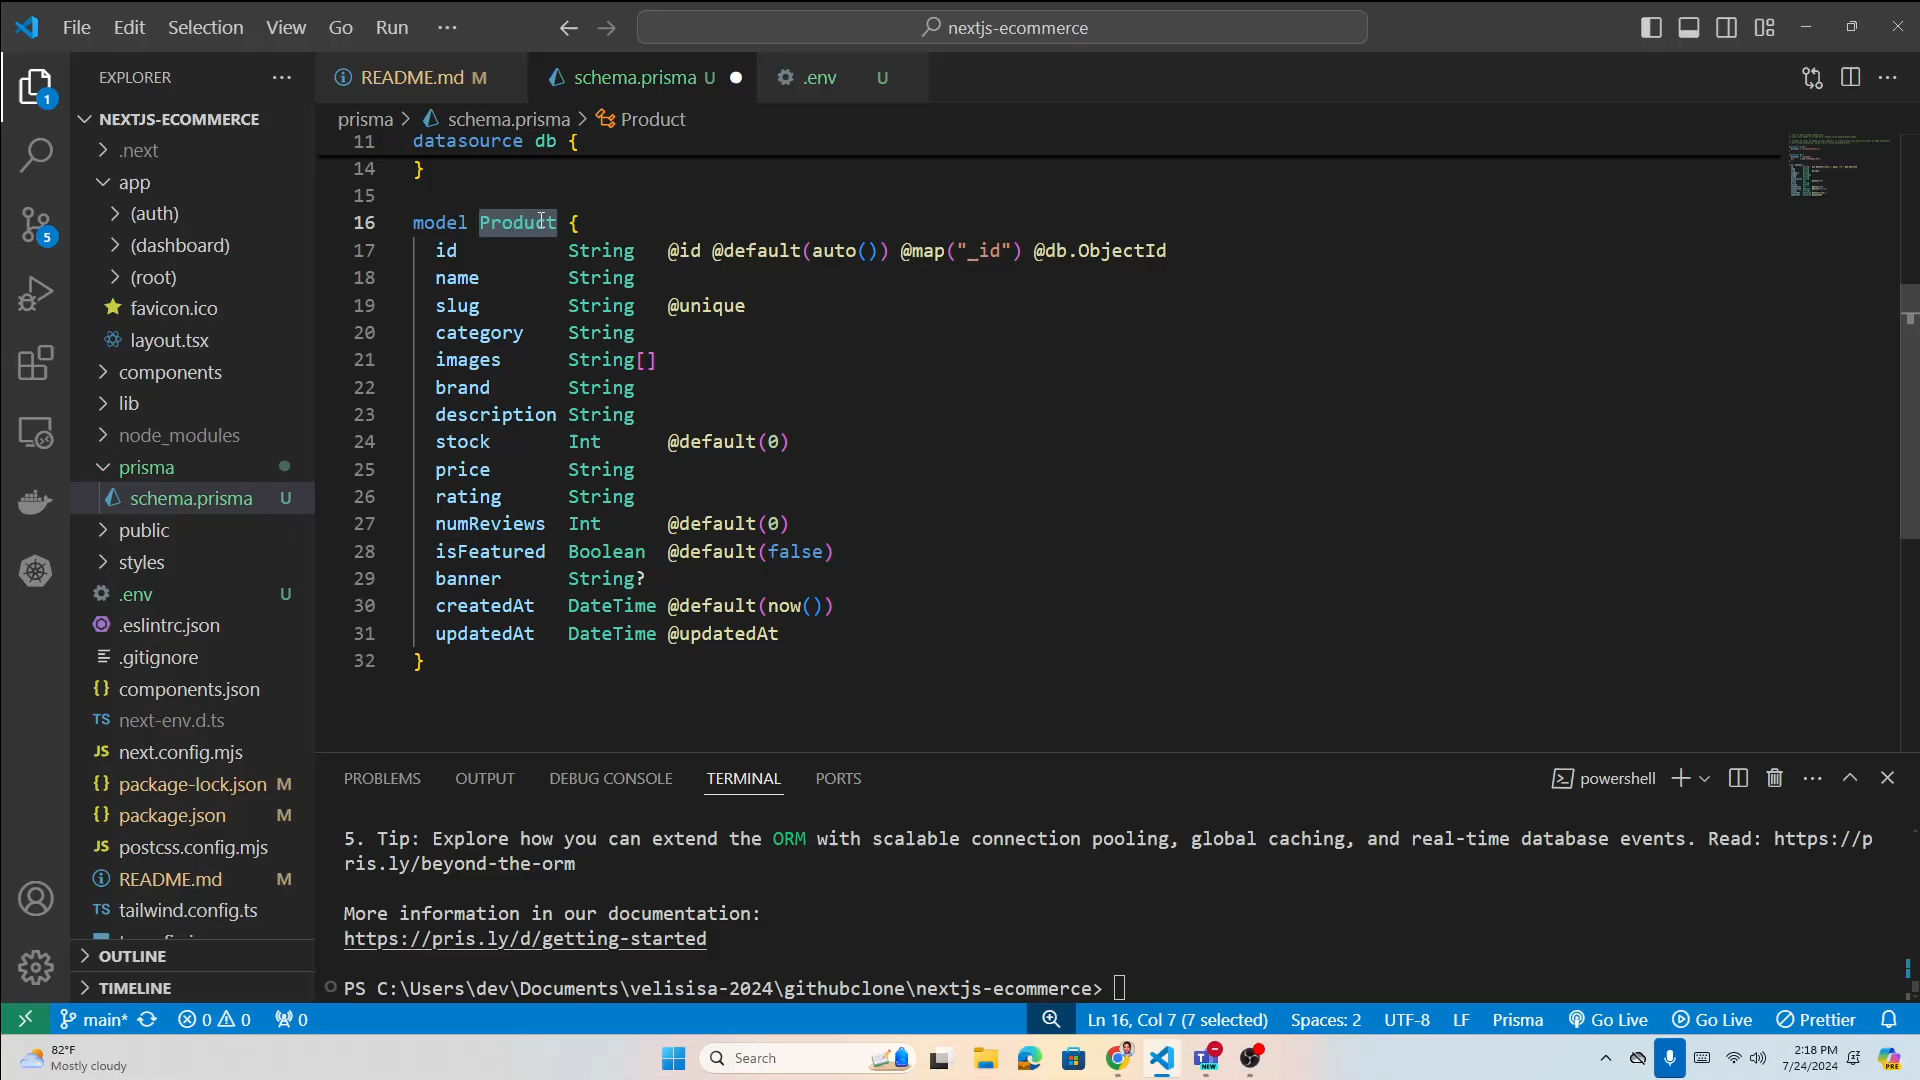 File Edit Selection View Go Run ···
nextjs-ecommerce
EXPLORER ···
README.md M
schema.prisma U
.env U
NEXTJS-ECOMMERCE
prisma > schema.prisma > Product
.next
app
(auth)
(dashboard)
(root)
favicon.ico
layout.tsx
components
lib
node_modules
prisma
schema.prisma U
public
styles
.env U
.eslintrc.json
.gitignore
{} components.json
TS next-env.d.ts
JS next.config.mjs
{} package-lock.json M
{} package.json M
JS postcss.config.mjs
README.md M
TS tailwind.config.ts
OUTLINE
TIMELINE
1
5
11 datasource db {
14 }
15
16 model Product {
17 id String @id @default(auto()) @map("_id") @db.ObjectId
18 name String
19 slug String @unique
20 category String
21 images String[]
22 brand String
23 description String
24 stock Int @default(0)
25 price String
26 rating String
27 numReviews Int @default(0)
28 isFeatured Boolean @default(false)
29 banner String?
30 createdAt DateTime @default(now())
31 updatedAt DateTime @updatedAt
32 }
PROBLEMS OUTPUT DEBUG CONSOLE TERMINAL PORTS
powershell
5. Tip: Explore how you can extend the ORM with scalable connection pooling, global caching, and real-time database events. Read: https://p
ris.ly/beyond-the-orm
More information in our documentation:
https://pris.ly/d/getting-started
PS C:\Users\dev\Documents\velisisa-2024\githubclone\nextjs-ecommerce>
main* 0 0 0
Ln 16, Col 7 (7 selected) Spaces: 2 UTF-8 LF Prisma Go Live Go Live Prettier
82°F
Mostly cloudy
Search
NEW
2:18 PM
7/24/2024
PRE